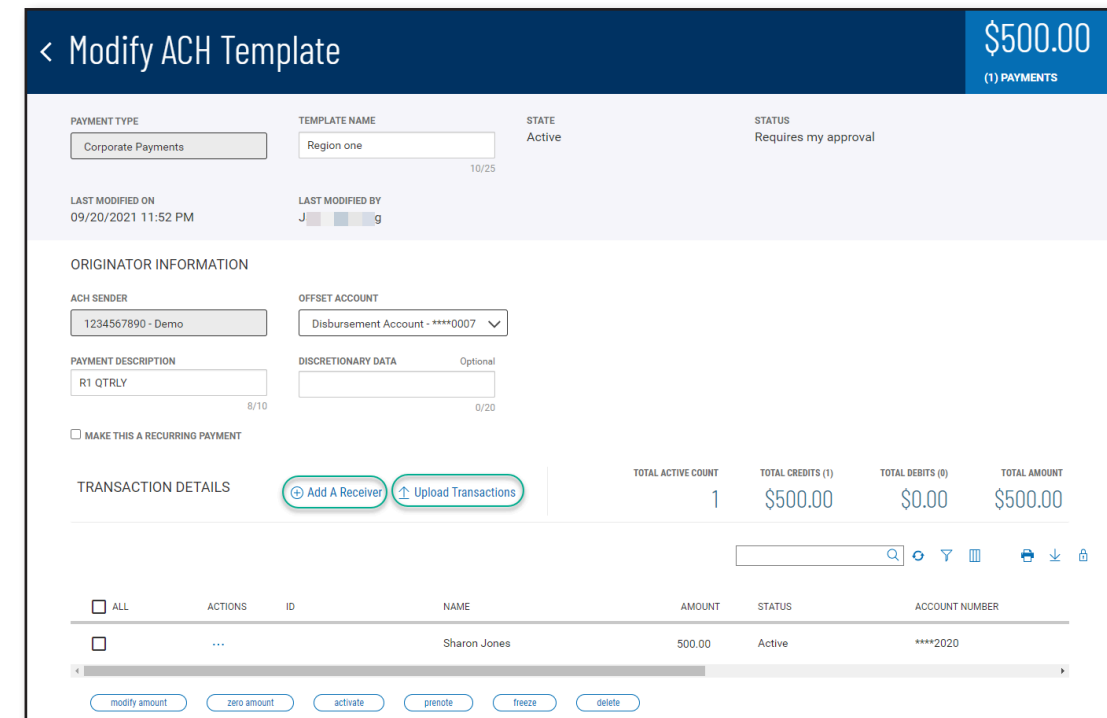 Modify ACH Template
$500.00
(1) PAYMENTS
PAYMENT TYPE TEMPLATE NAME STATE STATUS
Corporate Payments Region one Active Requires my approval
10/25
LAST MODIFIED ON LAST MODIFIED BY
09/20/2021 11:52 PM J g
ORIGINATOR INFORMATION
ACH SENDER OFFSET ACCOUNT
1234567890 - Demo Disbursement Account - ****0007
PAYMENT DESCRIPTION DISCRETIONARY DATA Optional
R1 QTRLY
8/10 0/20
MAKE THIS A RECURRING PAYMENT
TRANSACTION DETAILS Add A Receiver Upload Transactions
TOTAL ACTIVE COUNT TOTAL CREDITS (1) TOTAL DEBITS (0) TOTAL AMOUNT
1 $500.00 $0.00 $500.00
ALL ACTIONS ID NAME AMOUNT STATUS ACCOUNT NUMBER
... Sharon Jones 500.00 Active ****2020
modify amount zero amount activate prenote freeze delete